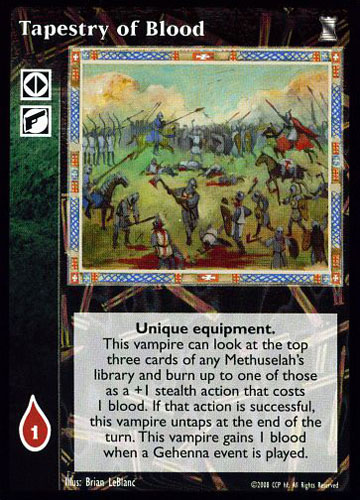 Tapestry of Blood
Unique equipment.
This vampire can look at the top
three cards of any Methuselah's
library and burn up to one of those
as a +1 stealth action that costs
1 blood. If that action is successful,
this vampire untaps at the end of
the turn. This vampire gains 1 blood
when a Gehenna event is played.
1
Illus: Brian LeBlanc
©2008 CCP hf. All Rights Reserved